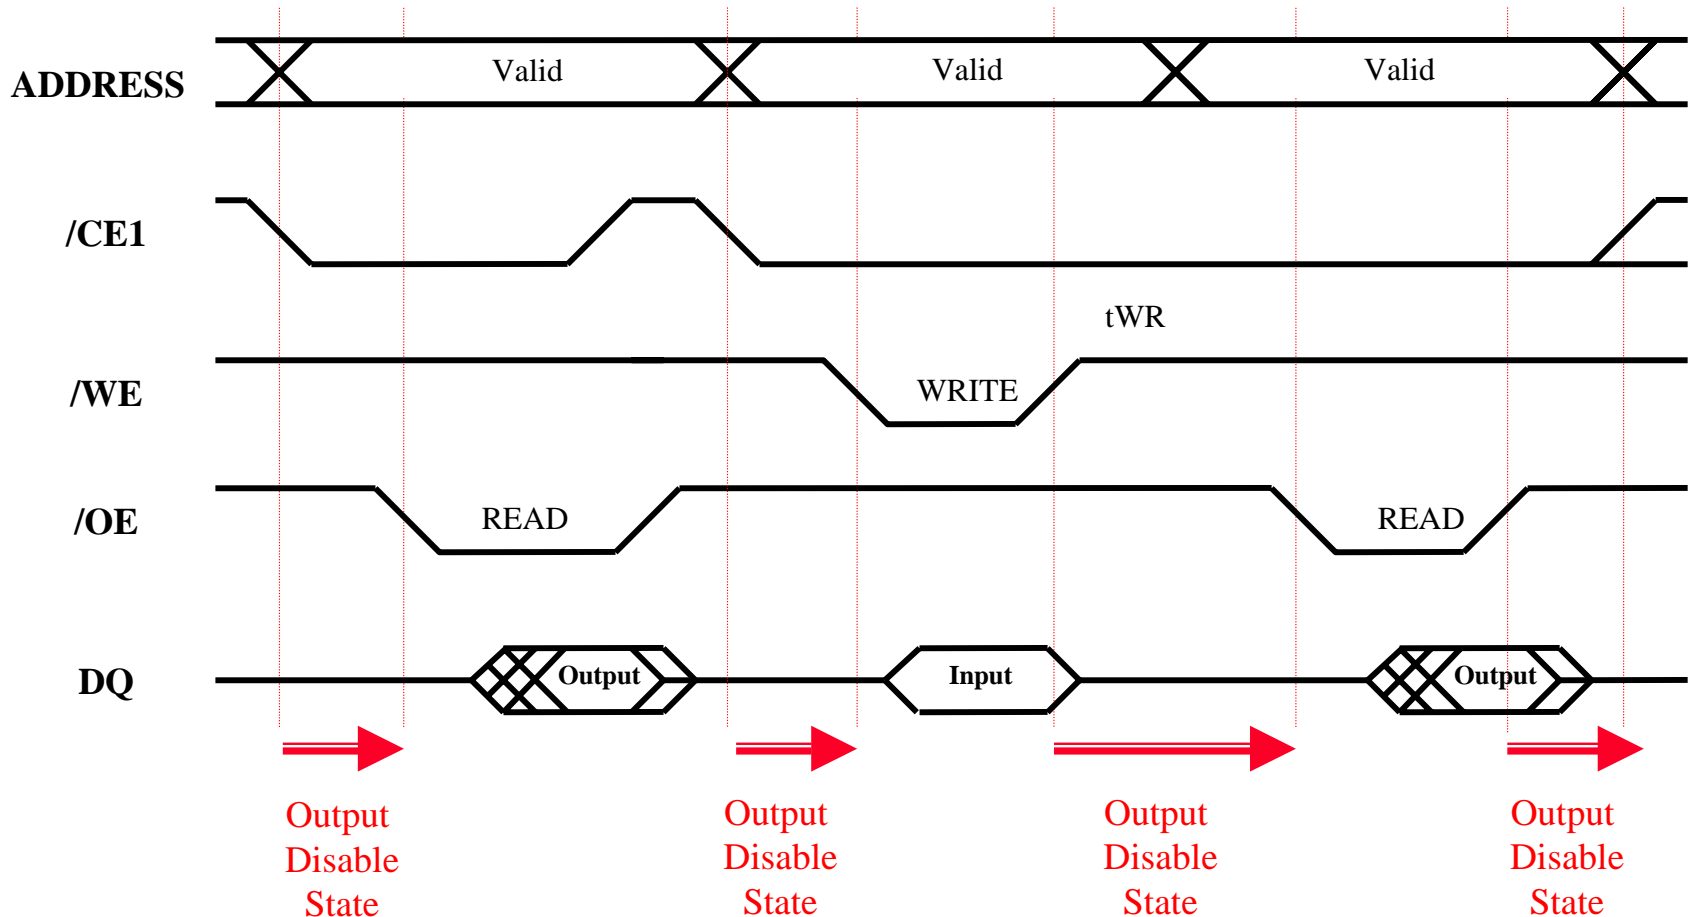 ADDRESS
Valid
Valid
Valid
/CE1
tWR
/WE
WRITE
/OE
READ
READ
DQ
Output
Input
Output
Output
Disable
State
Output
Disable
State
Output
Disable
State
Output
Disable
State